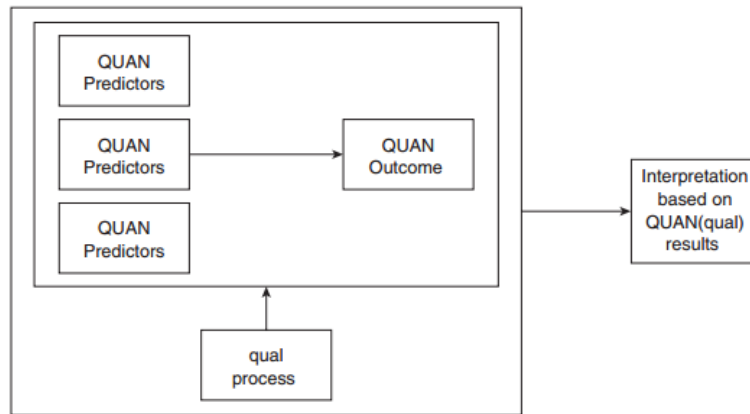 QUAN
Predictors
QUAN
Predictors
QUAN
Outcome
QUAN
Predictors
Interpretation
based on
QUAN(qual)
results
qual
process